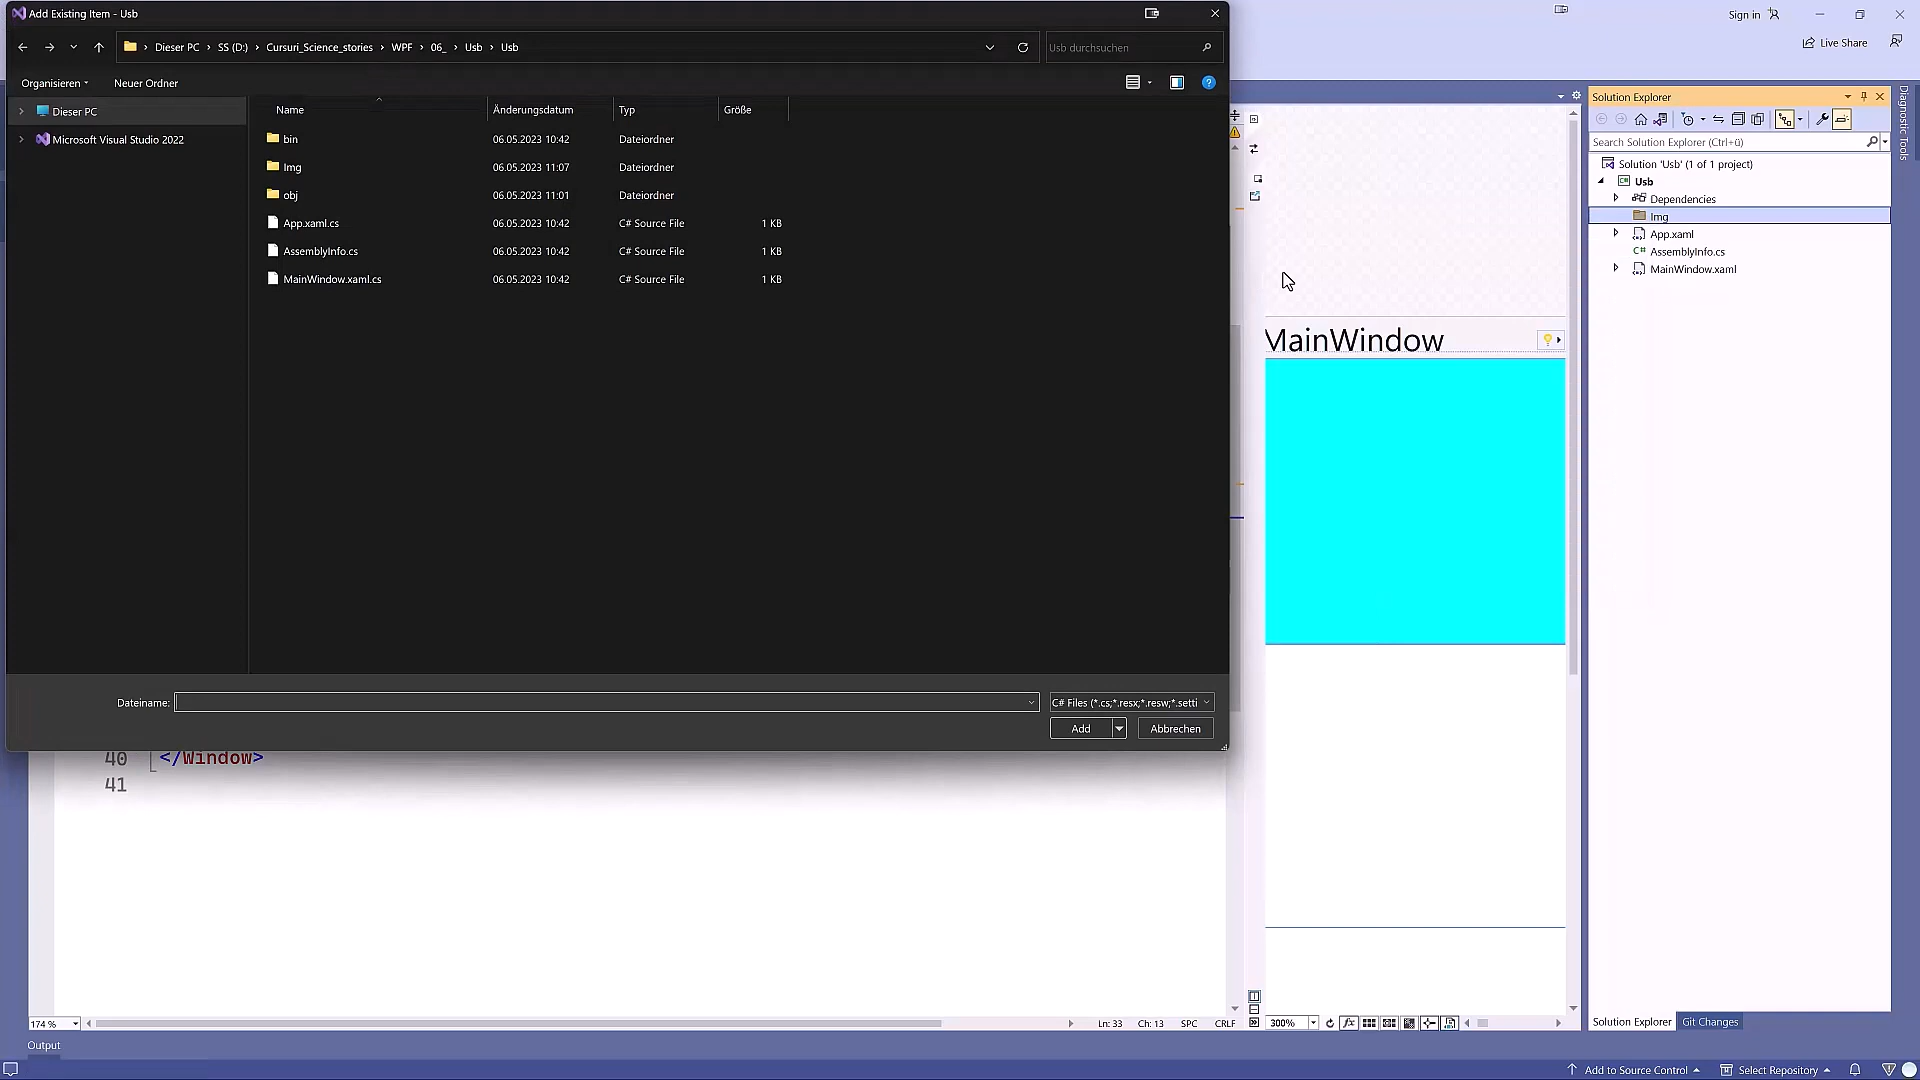 Add Existing Item - Usb
Sign in
Live Share
Dieser PC > SS (D:) > Cursuri_Science_stories > WPF > 06_ > Usb > Usb
Usb durchsuchen
Organisieren
Neuer Ordner
Dieser PC
Microsoft Visual Studio 2022
Name Änderungsdatum Typ Größe
bin 06.05.2023 10:42 Dateiordner
Img 06.05.2023 11:07 Dateiordner
obj 06.05.2023 11:01 Dateiordner
App.xaml.cs 06.05.2023 10:42 C# Source File 1 KB
AssemblyInfo.cs 06.05.2023 10:42 C# Source File 1 KB
MainWindow.xaml.cs 06.05.2023 10:42 C# Source File 1 KB
Dateiname:
C# Files (*.cs;*.resx;*.resw;*.setti
Add
Abbrechen
MainWindow
Solution Explorer
Search Solution Explorer (Ctrl+ü)
Solution 'Usb' (1 of 1 project)
Usb
Dependencies
Img
App.xaml
C# AssemblyInfo.cs
MainWindow.xaml
Diagnostic Tools
40 </Window>
41
174 %
Ln: 33 Ch: 13 SPC CRLF
300%
Solution Explorer
Git Changes
Output
Add to Source Control
Select Repository